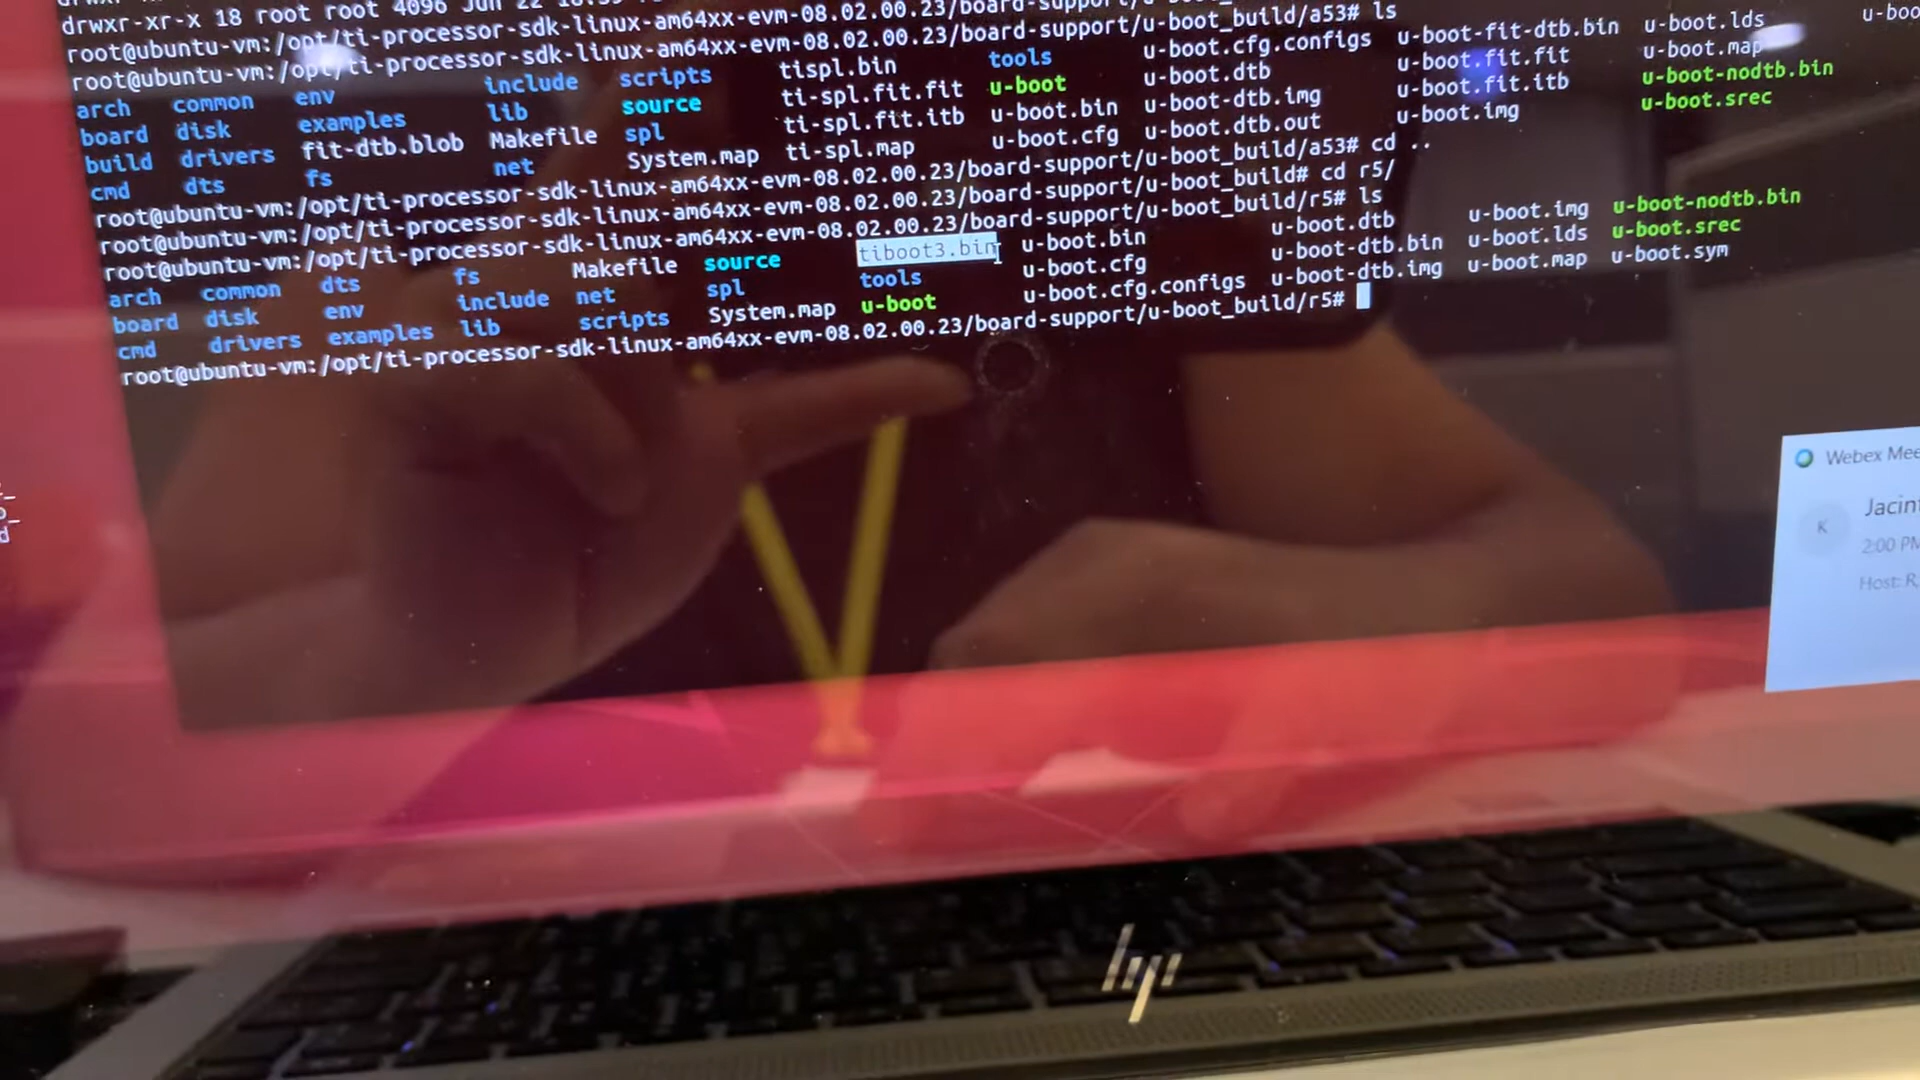 drwxr-xr-x 18 root root 4096 Jun 22
root@ubuntu-vm:/opt/ti-processor-sdk-linux-am64xx-evm-08.02.00.23/board-support/
root@ubuntu-vm:/opt/ti-processor-sdk-linux-am64xx-evm-08.02.00.23/board-support/u-boot_build/a53# ls
arch common env include scripts tispl.bin tools u-boot.cfg.configs u-boot-fit-dtb.bin u-boot.lds
board disk examples lib source ti-spl.fit.fit u-boot u-boot.dtb u-boot.fit.fit u-boot.map
build drivers fit-dtb.blob Makefile spl ti-spl.fit.itb u-boot.bin u-boot-dtb.img u-boot.fit.itb u-boot-nodtb.bin
cmd dts fs net System.map ti-spl.map u-boot.cfg u-boot.dtb.out u-boot.img u-boot.srec
root@ubuntu-vm:/opt/ti-processor-sdk-linux-am64xx-evm-08.02.00.23/board-support/u-boot_build/a53# cd ..
root@ubuntu-vm:/opt/ti-processor-sdk-linux-am64xx-evm-08.02.00.23/board-support/u-boot_build# cd r5/
root@ubuntu-vm:/opt/ti-processor-sdk-linux-am64xx-evm-08.02.00.23/board-support/u-boot_build/r5# ls
arch common dts fs Makefile source tiboot3.bin u-boot.bin u-boot.dtb u-boot.img u-boot-nodtb.bin
board disk env include net spl tools u-boot.cfg u-boot-dtb.bin u-boot.lds u-boot.srec
cmd drivers examples lib scripts System.map u-boot u-boot.cfg.configs u-boot-dtb.img u-boot.map u-boot.sym
root@ubuntu-vm:/opt/ti-processor-sdk-linux-am64xx-evm-08.02.00.23/board-support/u-boot_build/r5#
Webex Mee
K
Jacin
2:00 PM
Host: R
hp